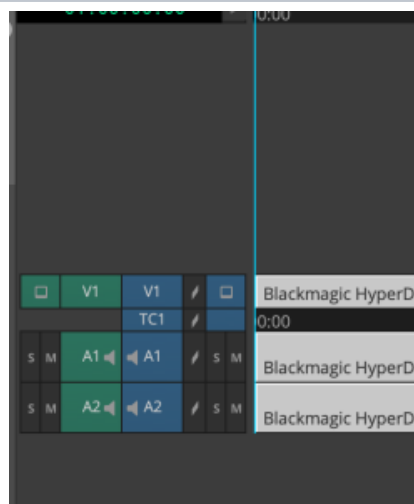 0:00
V1 V1 Blackmagic HyperD
TC1 0:00
S M A1 A1 S M Blackmagic HyperD
S M A2 A2 S M Blackmagic HyperD